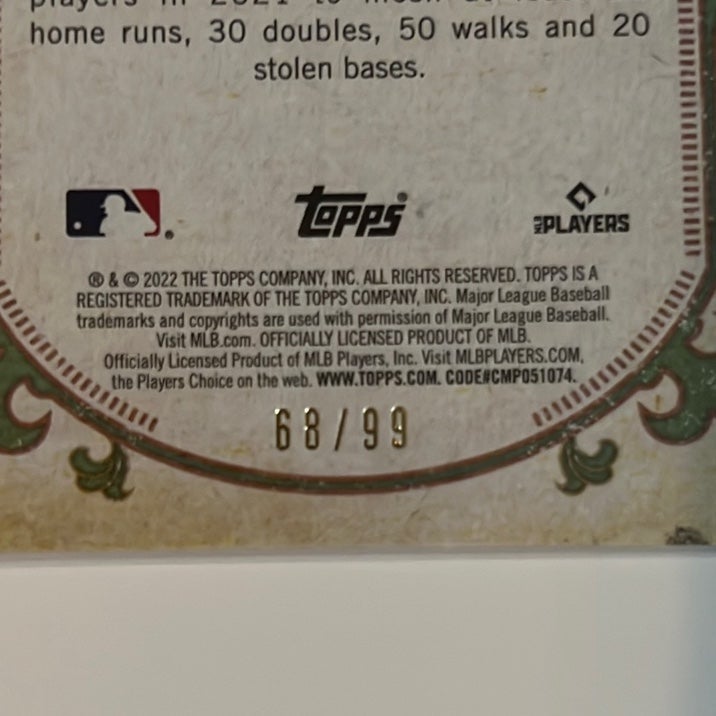 home runs, 30 doubles, 50 walks and 20
stolen bases.
topps®
MLB PLAYERS
® & © 2022 THE TOPPS COMPANY, INC. ALL RIGHTS RESERVED. TOPPS IS A
REGISTERED TRADEMARK OF THE TOPPS COMPANY, INC. Major League Baseball
trademarks and copyrights are used with permission of Major League Baseball.
Visit MLB.com. OFFICIALLY LICENSED PRODUCT OF MLB.
Officially Licensed Product of MLB Players, Inc. Visit MLBPLAYERS.COM,
the Players Choice on the web. WWW.TOPPS.COM. CODE#CMP051074.
68/99